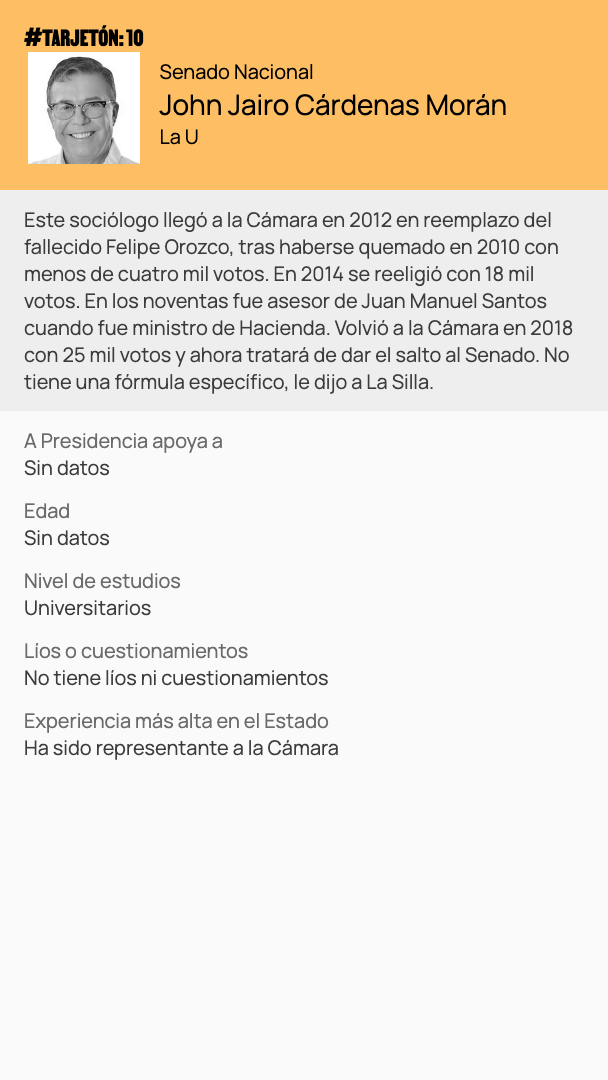 #TARJETÓN: 10
Senado Nacional
John Jairo Cárdenas Morán
La U
Este sociólogo llegó a la Cámara en 2012 en reemplazo del
fallecido Felipe Orozco, tras haberse quemado en 2010 con
menos de cuatro mil votos. En 2014 se reeligió con 18 mil
votos. En los noventas fue asesor de Juan Manuel Santos
cuando fue ministro de Hacienda. Volvió a la Cámara en 2018
con 25 mil votos y ahora tratará de dar el salto al Senado. No
tiene una fórmula específico, le dijo a La Silla.
A Presidencia apoya a
Sin datos
Edad
Sin datos
Nivel de estudios
Universitarios
Líos o cuestionamientos
No tiene líos ni cuestionamientos
Experiencia más alta en el Estado
Ha sido representante a la Cámara